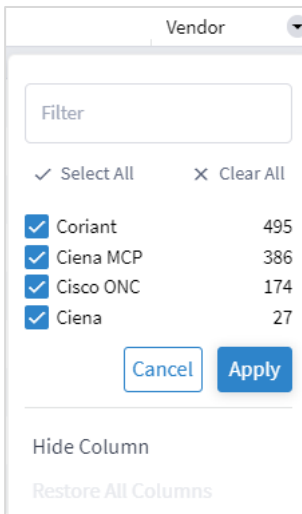 Vendor
Filter
Select All Clear All
Coriant 495
Ciena MCP 386
Cisco ONC 174
Ciena 27
Cancel Apply
Hide Column
Restore All Columns